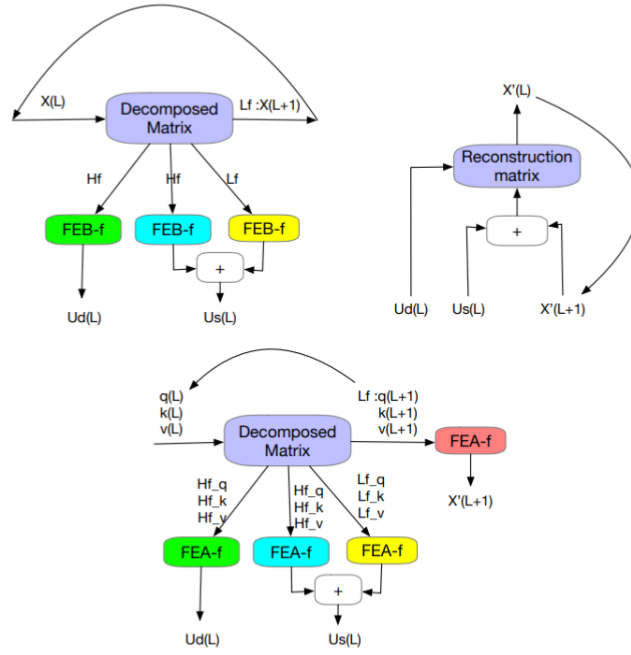 X(L)
Decomposed
Matrix
Lf :X(L+1)
Hf
Hf
Lf
FEB-f
FEB-f
FEB-f
+
Ud(L)
Us(L)
X'(L)
Reconstruction
matrix
+
Ud(L)
Us(L)
X'(L+1)
q(L)
k(L)
v(L)
Decomposed
Matrix
Lf :q(L+1)
k(L+1)
v(L+1)
FEA-f
X'(L+1)
Hf_q
Hf_k
Hf_v
Hf_q
Hf_k
Hf_v
Lf_q
Lf_k
Lf_v
FEA-f
FEA-f
FEA-f
+
Ud(L)
Us(L)